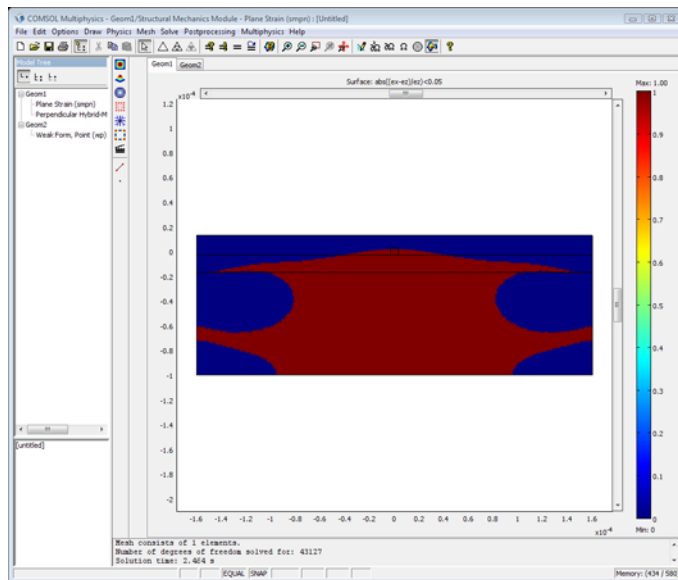 COMSOL Multiphysics - Geom1/Structural Mechanics Module - Plane Strain (smpn) : [Untitled]
File Edit Options Draw Physics Mesh Solve Postprocessing Multiphysics Help
Model Tree
Geom1
Plane Strain (smpn)
Perpendicular Hybrid-M
Geom2
Weak Form, Point (wp)
[untitled]
Geom1 Geom2
Surface: abs((ex-ez)/ez)<0.05
x10⁻⁴
1.2
1
0.8
0.6
0.4
0.2
0
-0.2
-0.4
-0.6
-0.8
-1
-1.2
-1.4
-1.6
-1.8
-2
-1.6 -1.4 -1.2 -1 -0.8 -0.6 -0.4 -0.2 0 0.2 0.4 0.6 0.8 1 1.2 1.4 1.6
x10⁻⁴
Max: 1.00
1
0.9
0.8
0.7
0.6
0.5
0.4
0.3
0.2
0.1
0
Min: 0
Mesh consists of 1 elements.
Number of degrees of freedom solved for: 43127
Solution time: 2.464 s
EQUAL SNAP Memory: (434 / 580)